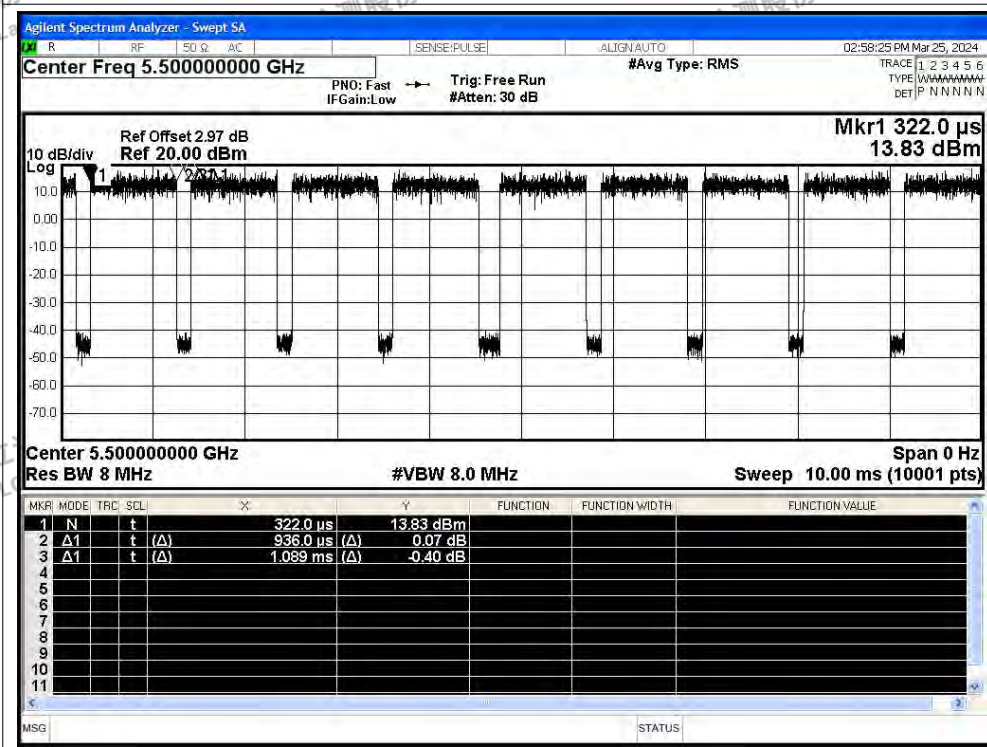 Agilent Spectrum Analyzer - Swept SA
R RF 50 Ω AC SENSE:PULSE ALIGN AUTO 02:58:25 PM Mar 25, 2024
Center Freq 5.500000000 GHz #Avg Type: RMS TRACE 1 2 3 4 5 6
PNO: Fast Trig: Free Run TYPE WWWWWW
IFGain:Low #Atten: 30 dB DET P N N N N N
Mkr1 322.0 µs
Ref Offset 2.97 dB
10 dB/div Ref 20.00 dBm 13.83 dBm
Log
10.0
0.00
-10.0
-20.0
-30.0
-40.0
-50.0
-60.0
-70.0
Center 5.500000000 GHz Span 0 Hz
Res BW 8 MHz #VBW 8.0 MHz Sweep 10.00 ms (10001 pts)
MKR MODE TRC SCL X Y FUNCTION FUNCTION WIDTH FUNCTION VALUE
1 N t 322.0 µs 13.83 dBm
2 Δ1 t (Δ) 936.0 µs (Δ) 0.07 dB
3 Δ1 t (Δ) 1.089 ms (Δ) -0.40 dB
4
5
6
7
8
9
10
11
MSG STATUS